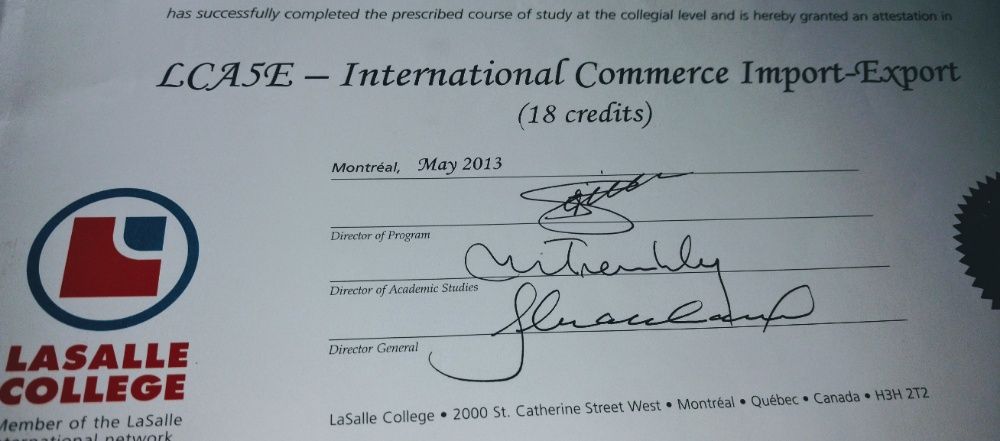 has successfully completed the prescribed course of study at the collegial level and is hereby granted an attestation in
LCA5E – International Commerce Import-Export
(18 credits)
Montréal, May 2013
Director of Program
Director of Academic Studies
Director General
LASALLE
COLLEGE
Member of the LaSalle
international network
LaSalle College • 2000 St. Catherine Street West • Montréal • Québec • Canada • H3H 2T2